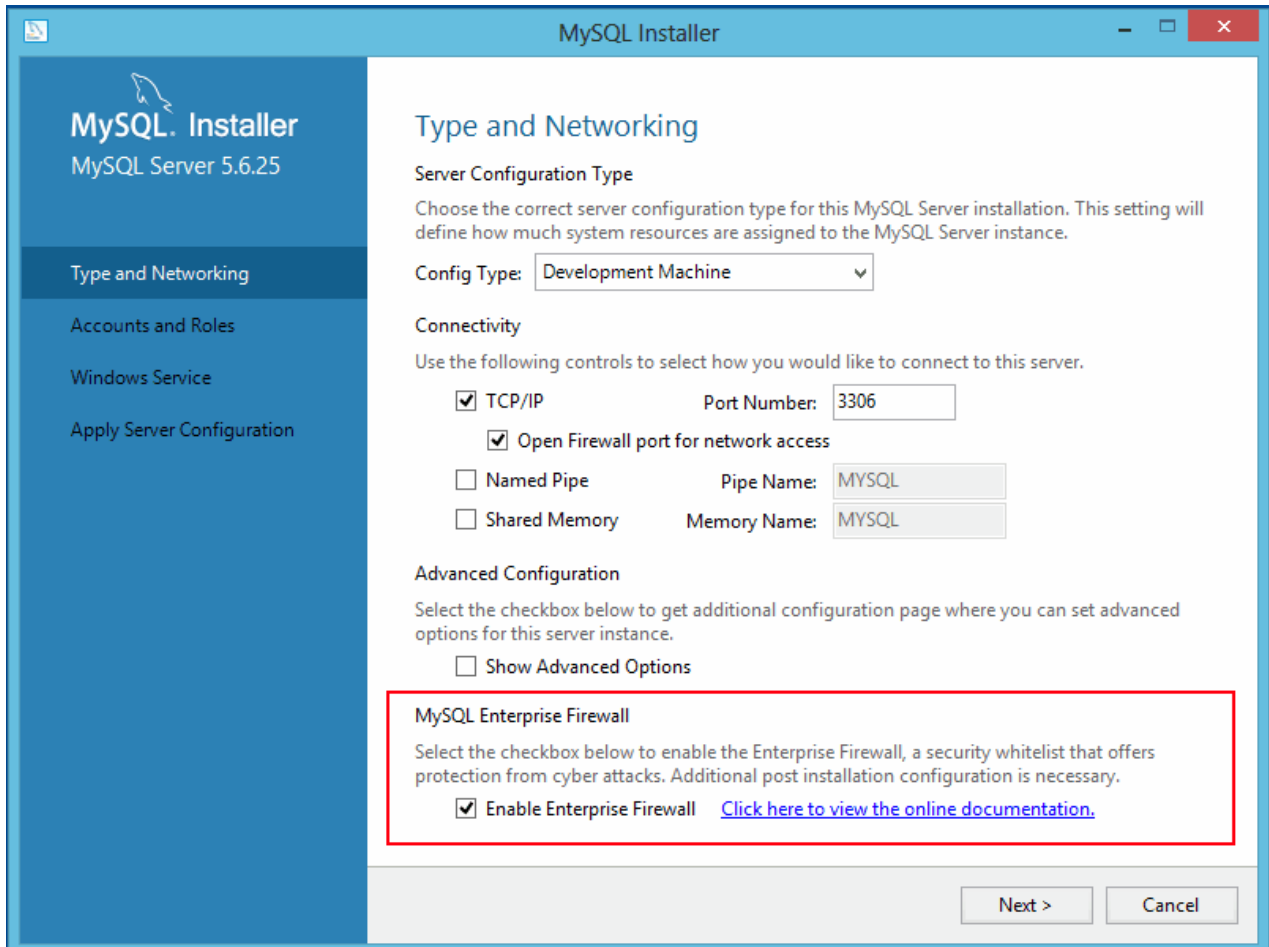 MySQL Installer
MySQL. Installer
MySQL Server 5.6.25
Type and Networking
Accounts and Roles
Windows Service
Apply Server Configuration
Type and Networking
Server Configuration Type
Choose the correct server configuration type for this MySQL Server installation. This setting will
define how much system resources are assigned to the MySQL Server instance.
Config Type: Development Machine
Connectivity
Use the following controls to select how you would like to connect to this server.
TCP/IP Port Number: 3306
Open Firewall port for network access
Named Pipe Pipe Name: MYSQL
Shared Memory Memory Name: MYSQL
Advanced Configuration
Select the checkbox below to get additional configuration page where you can set advanced
options for this server instance.
Show Advanced Options
MySQL Enterprise Firewall
Select the checkbox below to enable the Enterprise Firewall, a security whitelist that offers
protection from cyber attacks. Additional post installation configuration is necessary.
Enable Enterprise Firewall Click here to view the online documentation.
Next > Cancel